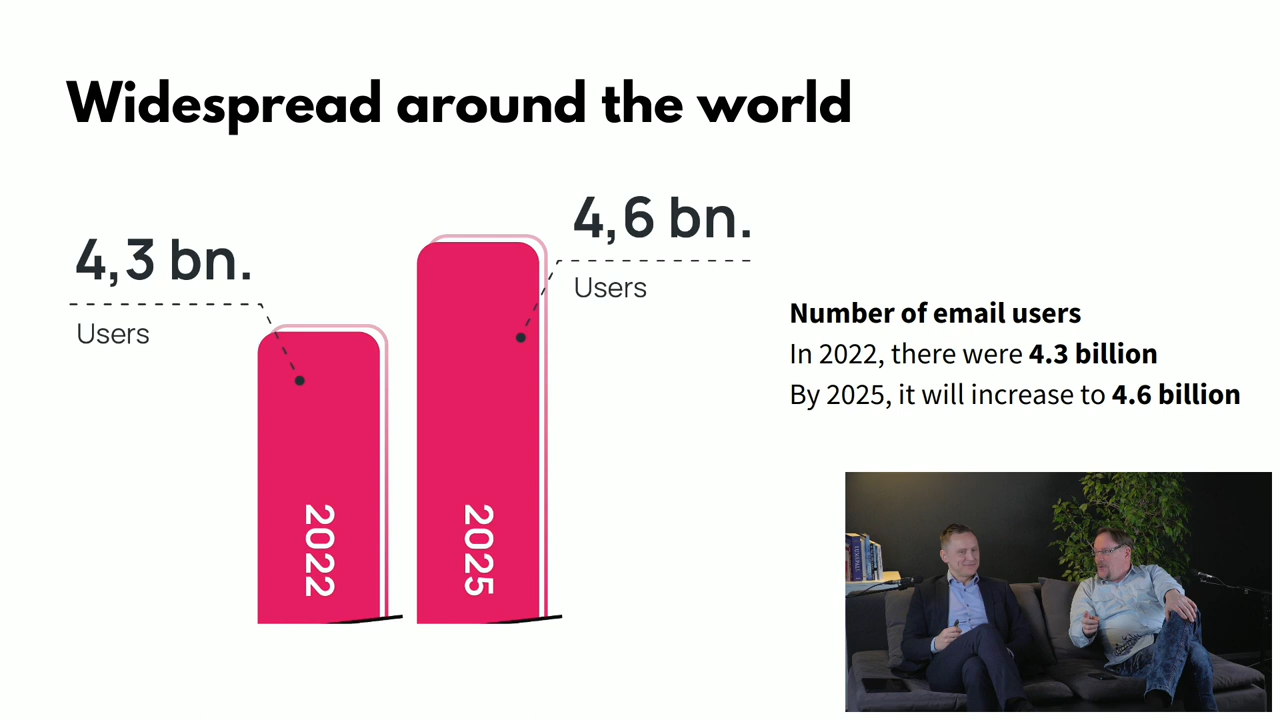 Widespread around the world
4,3 bn.
Users
4,6 bn.
Users
2022
2025
Number of email users
In 2022, there were 4.3 billion
By 2025, it will increase to 4.6 billion